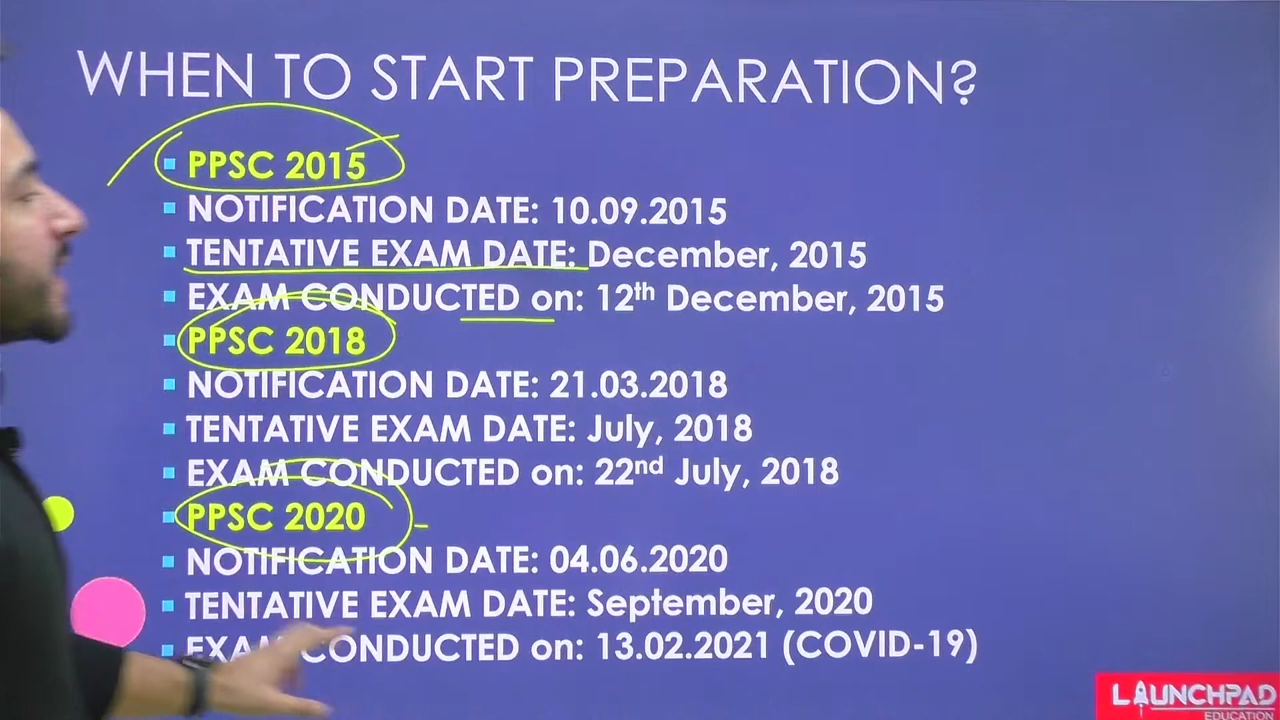 WHEN TO START PREPARATION?
PPSC 2015
NOTIFICATION DATE: 10.09.2015
TENTATIVE EXAM DATE: December, 2015
EXAM CONDUCTED on: 12th December, 2015
PPSC 2018
NOTIFICATION DATE: 21.03.2018
TENTATIVE EXAM DATE: July, 2018
EXAM CONDUCTED on: 22nd July, 2018
PPSC 2020
NOTIFICATION DATE: 04.06.2020
TENTATIVE EXAM DATE: September, 2020
EXAM CONDUCTED on: 13.02.2021 (COVID-19)
LAUNCHPAD
EDUCATION